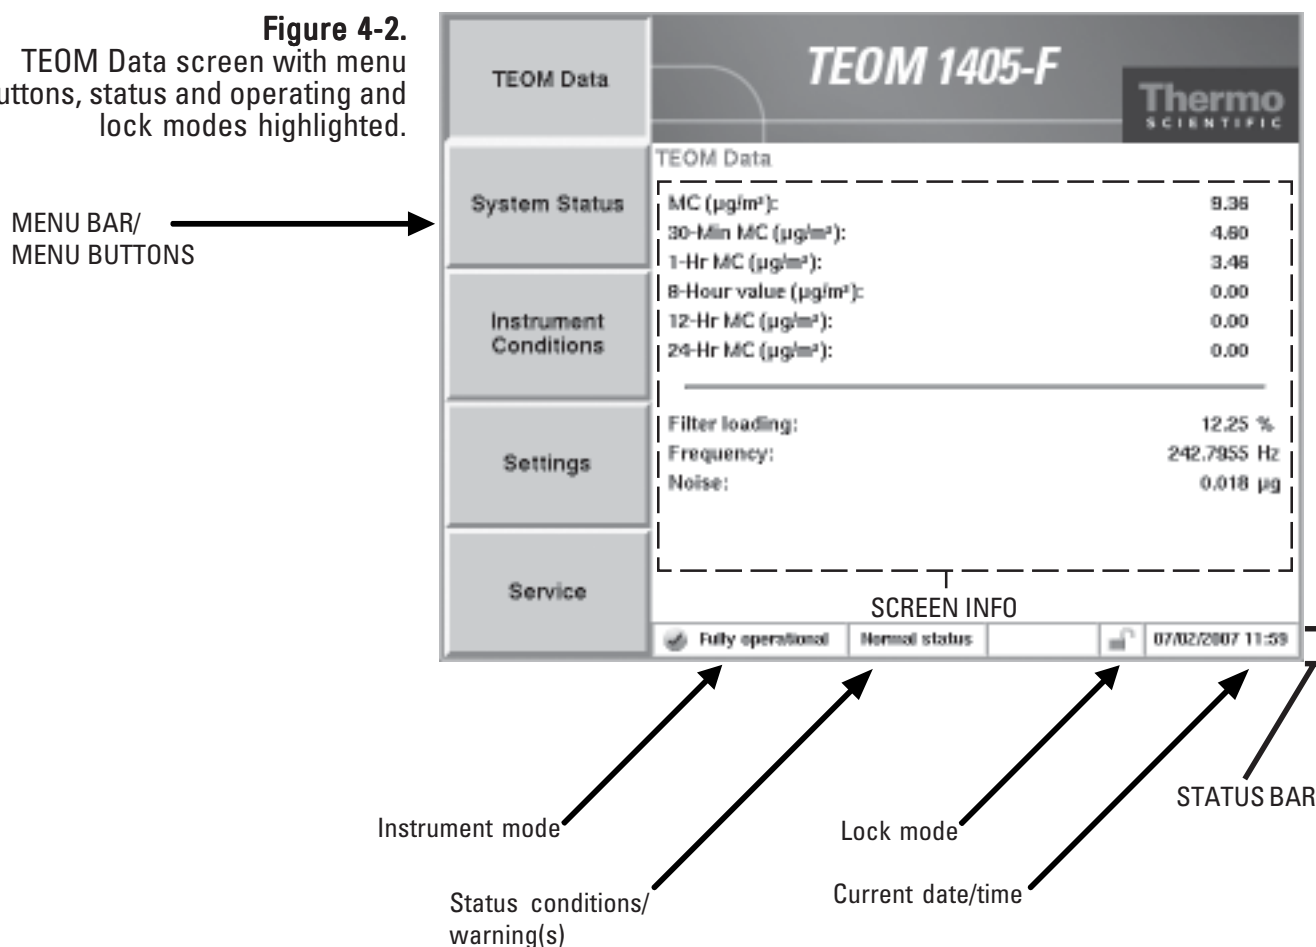 Figure 4-2.
TEOM Data screen with menu
uttons, status and operating and
lock modes highlighted.
MENU BAR/
MENU BUTTONS
TEOM Data
System Status
Instrument
Conditions
Settings
Service
TEOM 1405-F
Thermo
SCIENTIFIC
TEOM Data
MC (µg/m³): 9.36
30-Min MC (µg/m³): 4.60
1-Hr MC (µg/m³): 3.46
8-Hour value (µg/m³): 0.00
12-Hr MC (µg/m³): 0.00
24-Hr MC (µg/m³): 0.00
Filter loading: 12.25 %
Frequency: 242.7955 Hz
Noise: 0.018 µg
SCREEN INFO
Fully operational Normal status 07/02/2007 11:59
STATUS BAR
Instrument mode
Lock mode
Status conditions/
warning(s)
Current date/time